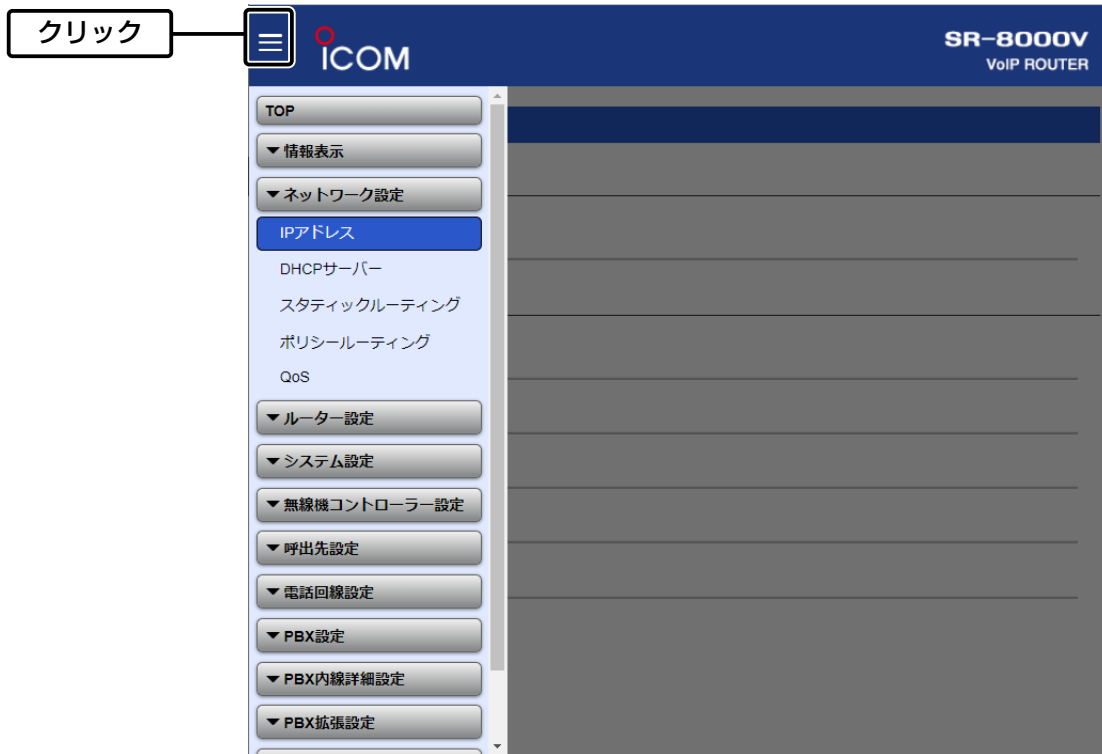 クリック
ICOM
SR-8000V
VoIP ROUTER
TOP
▼情報表示
▼ネットワーク設定
IPアドレス
DHCPサーバー
スタティックルーティング
ポリシールーティング
QoS
▼ルーター設定
▼システム設定
▼無線機コントローラー設定
▼呼出先設定
▼電話回線設定
▼PBX設定
▼PBX内線詳細設定
▼PBX拡張設定